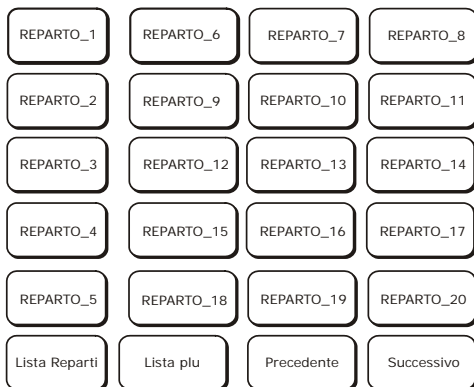 REPARTO_1 REPARTO_6 REPARTO_7 REPARTO_8
REPARTO_2 REPARTO_9 REPARTO_10 REPARTO_11
REPARTO_3 REPARTO_12 REPARTO_13 REPARTO_14
REPARTO_4 REPARTO_15 REPARTO_16 REPARTO_17
REPARTO_5 REPARTO_18 REPARTO_19 REPARTO_20
Lista Reparti Lista plu Precedente Successivo